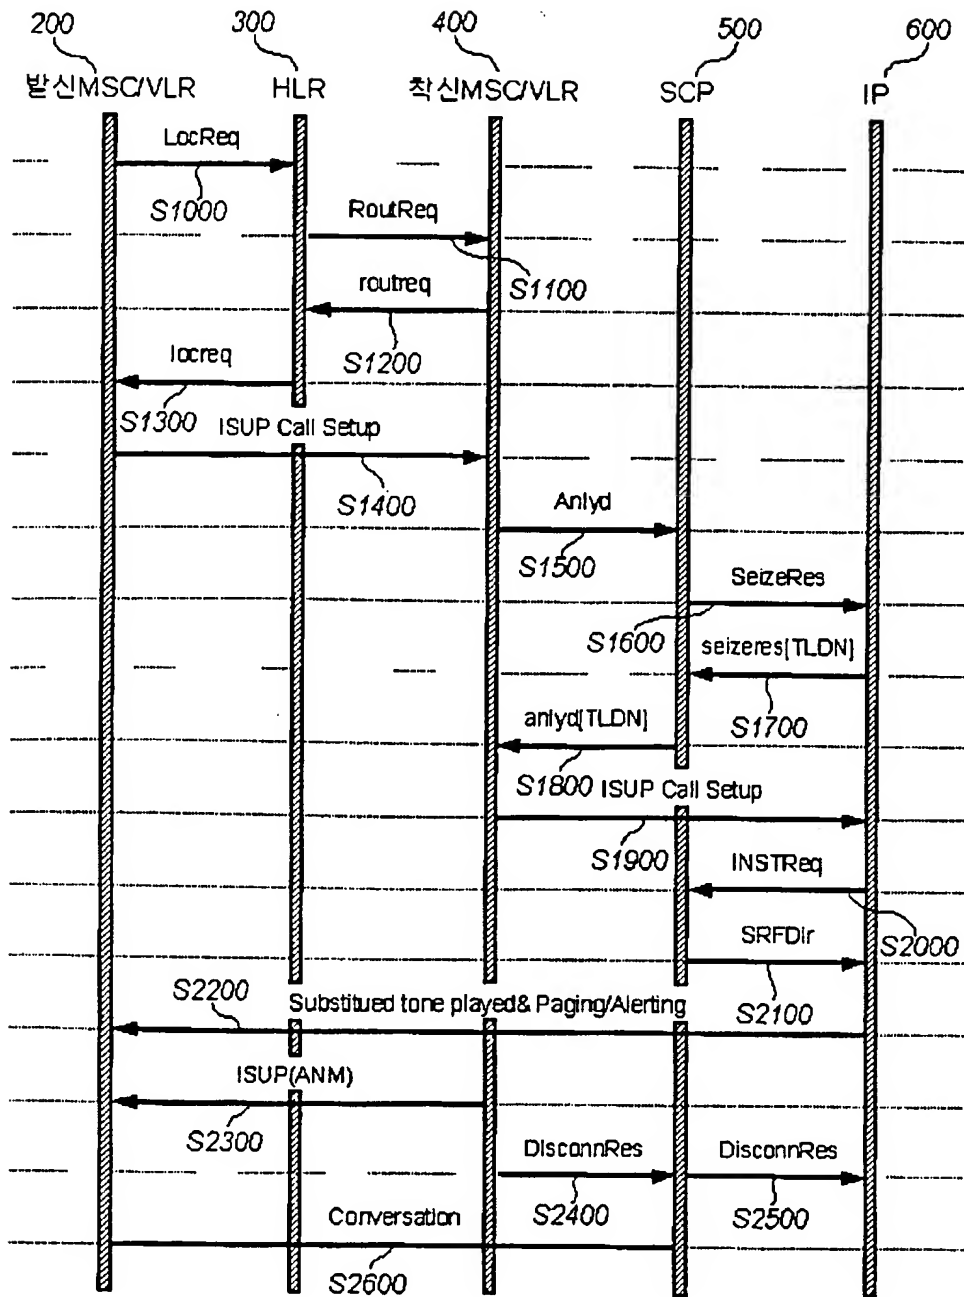 200 300 400 500 600
발신MSC/VLR HLR 착신MSC/VLR SCP IP
LocReq
S1000
RoutReq
S1100
routreq
S1200
locreq
S1300
ISUP Call Setup
S1400
Anlyd
S1500
SeizeRes
S1600
seizeres[TLDN]
S1700
anlyd[TLDN]
S1800
ISUP Call Setup
S1900
INSTReq
S2000
SRFDir
S2100
S2200
Substitued tone played& Paging/Alerting
ISUP(ANM)
S2300
DisconnRes DisconnRes
S2400 S2500
Conversation
S2600